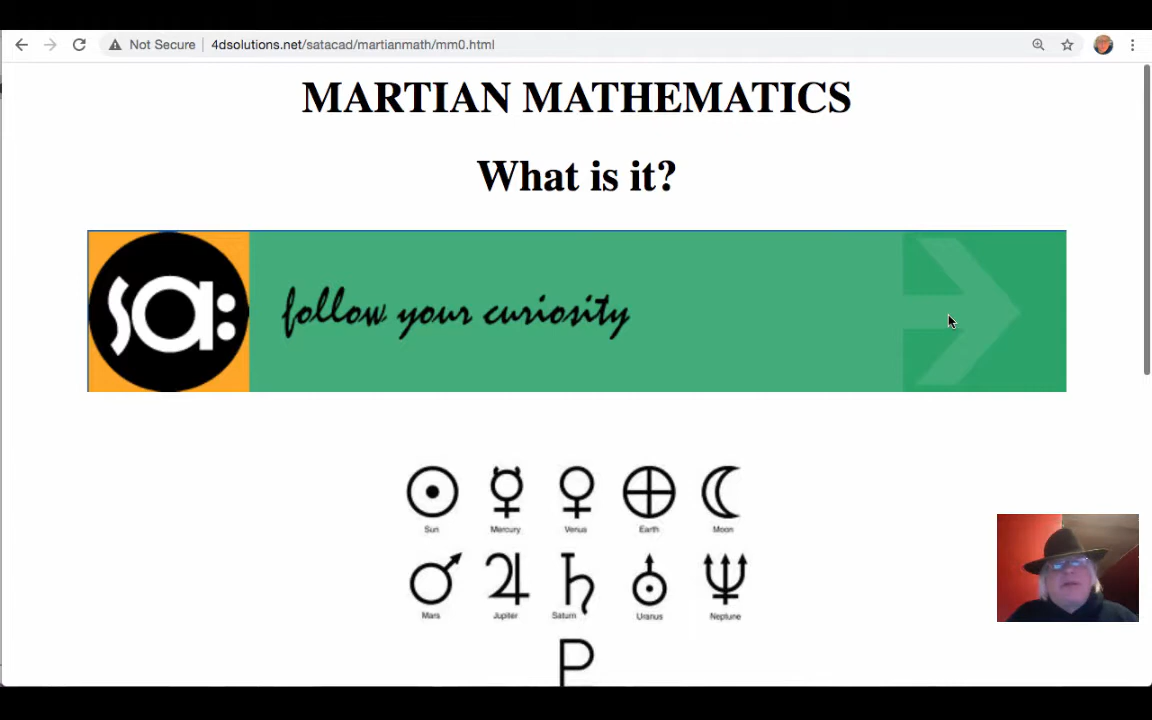 Not Secure
4dsolutions.net/satacad/martianmath/mm0.html
MARTIAN MATHEMATICS
What is it?
sa:
follow your curiosity
Sun Mercury Venus Earth Moon
Mars Jupiter Saturn Uranus Neptune